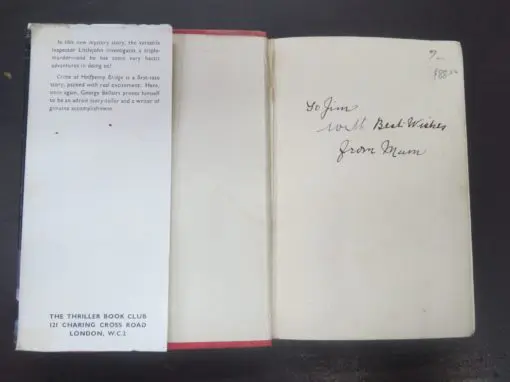 In this new mystery story, the versatile
Inspector Littlejohn investigates a triple-
murder—and he has some very hectic
adventures in doing so!
Crime at Halfpenny Bridge is a first-rate
story, packed with real excitement. Here,
once again, George Bellairs proves himself
to be an adroit story-teller and a writer of
genuine accomplishment.
THE THRILLER BOOK CLUB
121 CHARING CROSS ROAD
LONDON, W.C.2
To Jim
with Best Wishes
from Mum